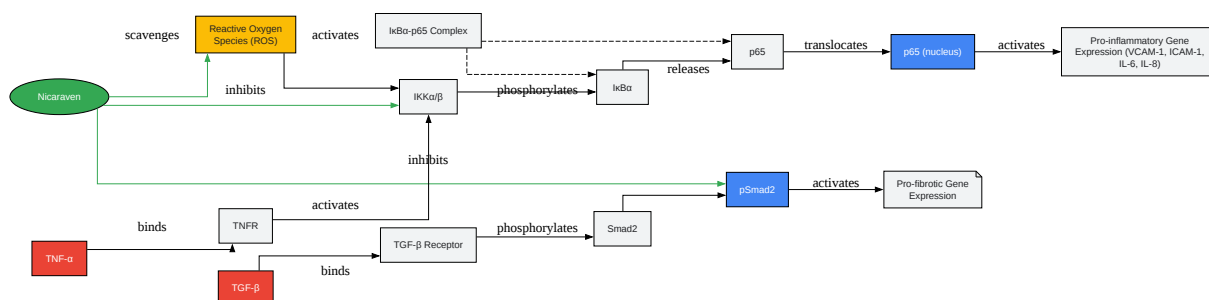 Reactive Oxygen
Species (ROS)
scavenges
activates
IκBα-p65 Complex
p65
translocates
p65 (nucleus)
activates
Pro-inflammatory Gene
Expression (VCAM-1, ICAM-1,
IL-6, IL-8)
releases
Nicaraven
inhibits
IKKα/β
phosphorylates
IκBα
inhibits
pSmad2
activates
Pro-fibrotic Gene
Expression
activates
TNFR
binds
TGF-β Receptor
phosphorylates
Smad2
TNF-α
binds
TGF-β